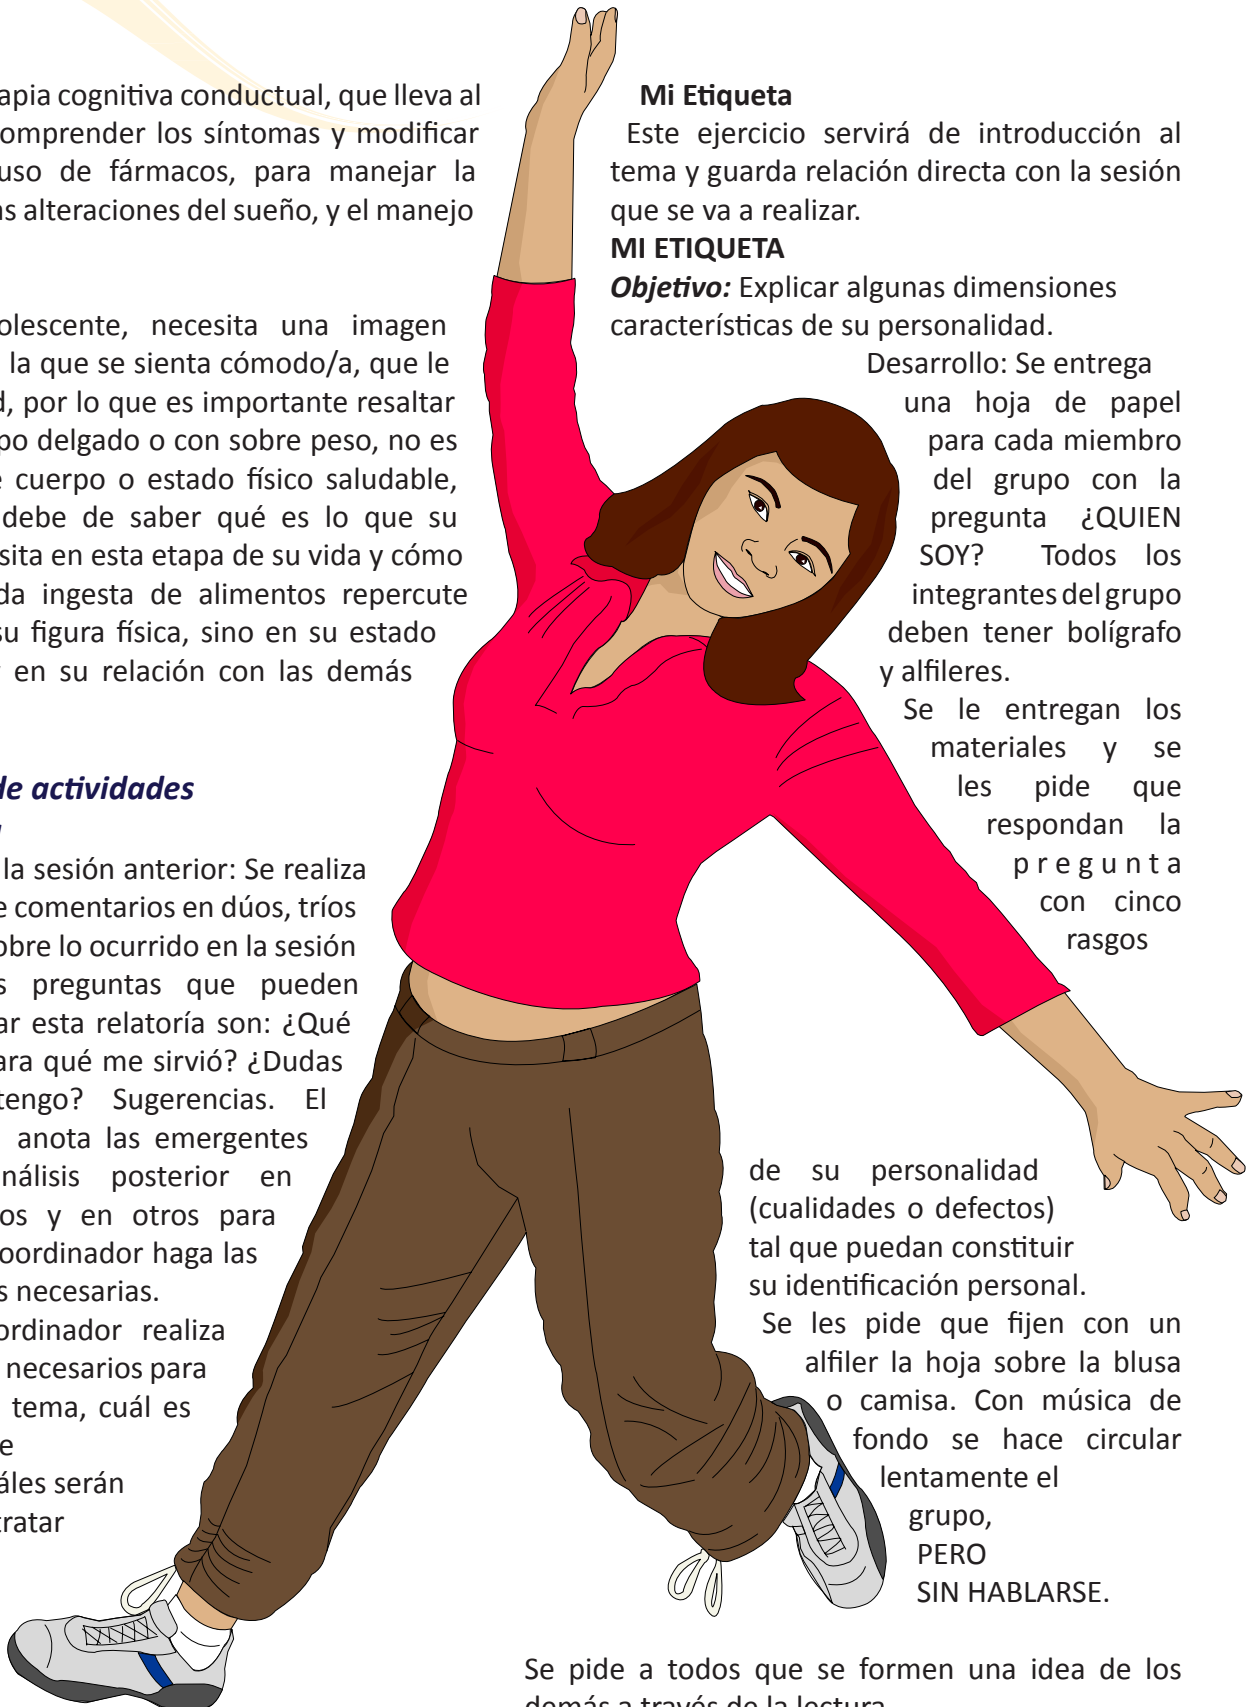 apia cognitiva conductual, que lleva al
omprender los síntomas y modificar
uso de fármacos, para manejar la
as alteraciones del sueño, y el manejo
olescente, necesita una imagen
la que se sienta cómodo/a, que le
d, por lo que es importante resaltar
po delgado o con sobre peso, no es
e cuerpo o estado físico saludable,
debe de saber qué es lo que su
sita en esta etapa de su vida y cómo
da ingesta de alimentos repercute
su figura física, sino en su estado
en su relación con las demás
de actividades
la sesión anterior: Se realiza
e comentarios en dúos, tríos
obre lo ocurrido en la sesión
s preguntas que pueden
ar esta relatoría son: ¿Qué
ara qué me sirvió? ¿Dudas
tengo? Sugerencias. El
anota las emergentes
nálisis posterior en
os y en otros para
oordinador haga las
s necesarias.
ordinador realiza
necesarios para
tema, cuál es
e
áles serán
tratar
Mi Etiqueta
Este ejercicio servirá de introducción al
tema y guarda relación directa con la sesión
que se va a realizar.
MI ETIQUETA
Objetivo: Explicar algunas dimensiones
características de su personalidad.
Desarrollo: Se entrega
una hoja de papel
para cada miembro
del grupo con la
pregunta ¿QUIEN
SOY? Todos los
integrantes del grupo
deben tener bolígrafo
y alfileres.
Se le entregan los
materiales y se
les pide que
respondan la
pregunta
con cinco
rasgos
de su personalidad
(cualidades o defectos)
tal que puedan constituir
su identificación personal.
Se les pide que fijen con un
alfiler la hoja sobre la blusa
o camisa. Con música de
fondo se hace circular
lentamente el
grupo,
PERO
SIN HABLARSE.
Se pide a todos que se formen una idea de los
demás a través de la lectura